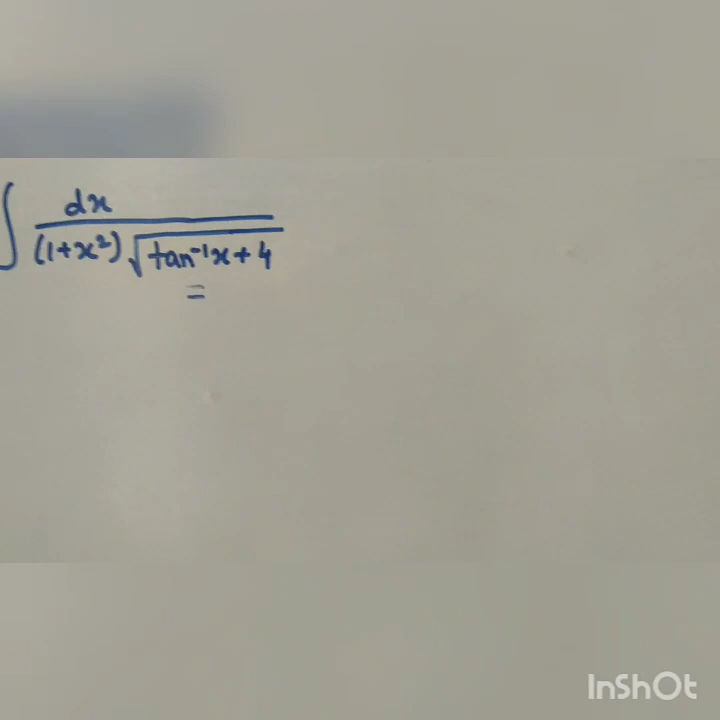 ∫ dx
(1+x²) √tan⁻¹x + 4
=
InShOt